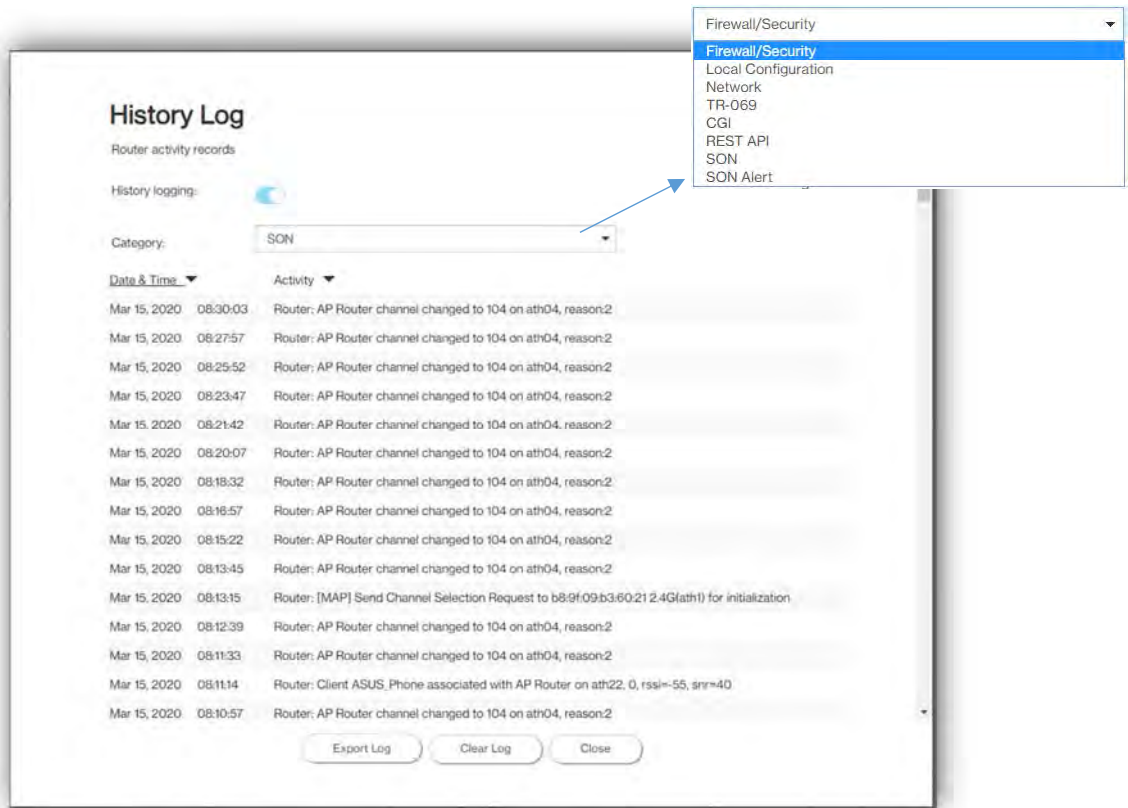 Firewall/Security
Firewall/Security
Local Configuration
Network
TR-069
CGI
REST API
SON
SON Alert
History Log
Router activity records
History logging:
Category: SON
Date & Time Activity
Mar 15, 2020 08:30:03 Router: AP Router channel changed to 104 on ath04, reason:2
Mar 15, 2020 08:27:57 Router: AP Router channel changed to 104 on ath04, reason:2
Mar 15, 2020 08:25:52 Router: AP Router channel changed to 104 on ath04, reason:2
Mar 15, 2020 08:23:47 Router: AP Router channel changed to 104 on ath04, reason:2
Mar 15, 2020 08:21:42 Router: AP Router channel changed to 104 on ath04, reason:2
Mar 15, 2020 08:20:07 Router: AP Router channel changed to 104 on ath04, reason:2
Mar 15, 2020 08:18:32 Router: AP Router channel changed to 104 on ath04, reason:2
Mar 15, 2020 08:16:57 Router: AP Router channel changed to 104 on ath04, reason:2
Mar 15, 2020 08:15:22 Router: AP Router channel changed to 104 on ath04, reason:2
Mar 15, 2020 08:13:45 Router: AP Router channel changed to 104 on ath04, reason:2
Mar 15, 2020 08:13:15 Router: [MAP] Send Channel Selection Request to b8:9f:09:b3:60:21 2.4G(ath1) for initialization
Mar 15, 2020 08:12:39 Router: AP Router channel changed to 104 on ath04, reason:2
Mar 15, 2020 08:11:33 Router: AP Router channel changed to 104 on ath04, reason:2
Mar 15, 2020 08:11:14 Router: Client ASUS_Phone associated with AP Router on ath22, 0, rssi=-55, snr=40
Mar 15, 2020 08:10:57 Router: AP Router channel changed to 104 on ath04, reason:2
Export Log Clear Log Close